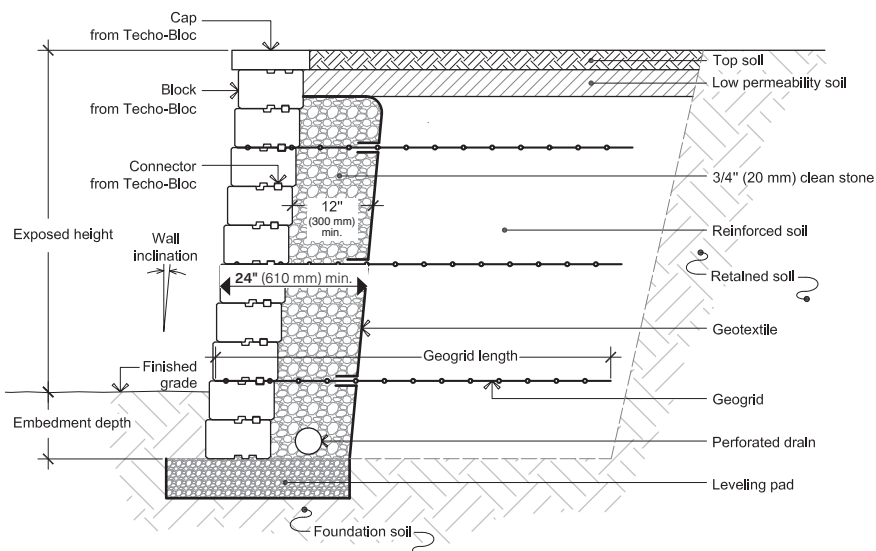 Cap
from Techo-Bloc
Block
from Techo-Bloc
Connector
from Techo-Bloc
Exposed height
Wall
inclination
Finished
grade
Embedment depth
12"
(300 mm)
min.
24" (610 mm) min.
Geogrid length
Top soil
Low permeability soil
3/4" (20 mm) clean stone
Reinforced soil
Retained soil
Geotextile
Geogrid
Perforated drain
Leveling pad
Foundation soil